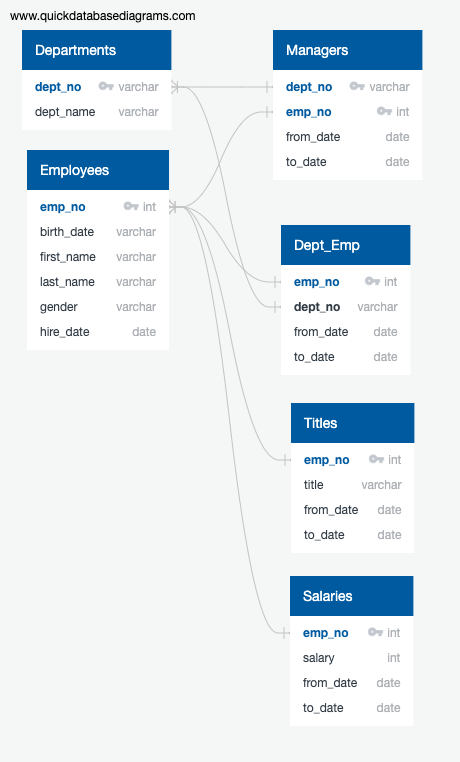 www.quickdatabasediagrams.com
Departments
dept_no varchar
dept_name varchar
Employees
emp_no int
birth_date varchar
first_name varchar
last_name varchar
gender varchar
hire_date date
Managers
dept_no varchar
emp_no int
from_date date
to_date date
Dept_Emp
emp_no int
dept_no varchar
from_date date
to_date date
Titles
emp_no int
title varchar
from_date date
to_date date
Salaries
emp_no int
salary int
from_date date
to_date date